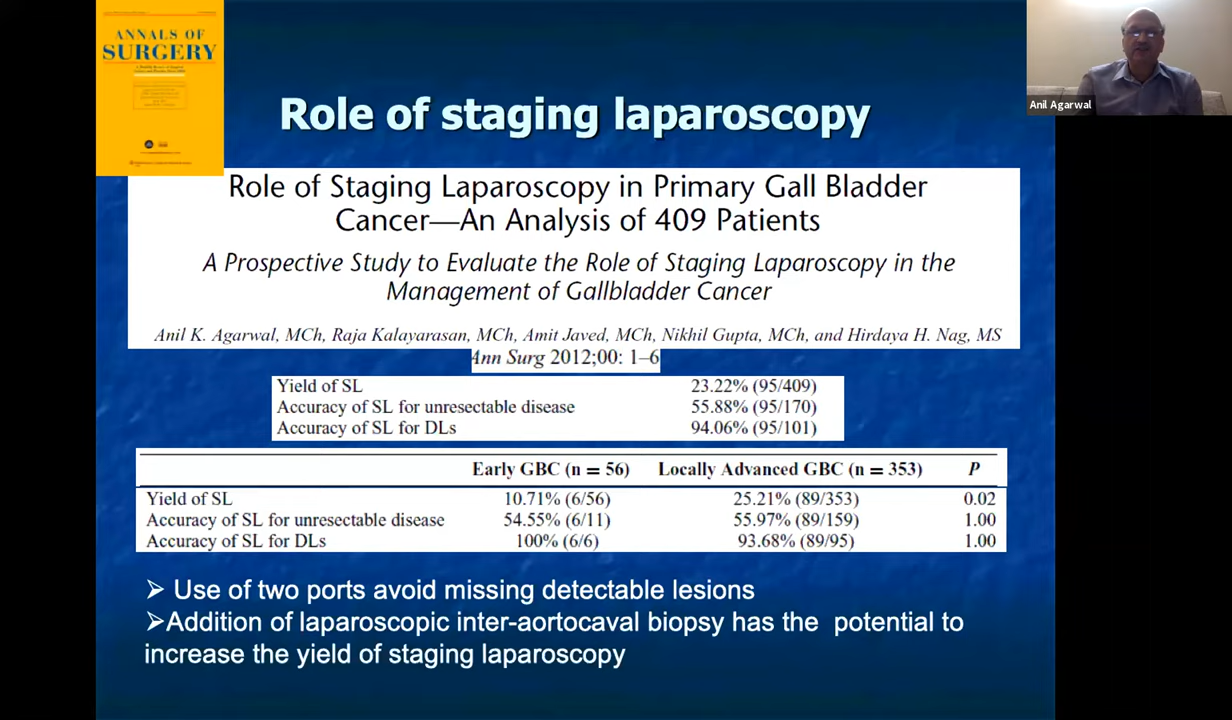 ANNALS OF
SURGERY
Anil Agarwal
Role of staging laparoscopy
Role of Staging Laparoscopy in Primary Gall Bladder
Cancer—An Analysis of 409 Patients
A Prospective Study to Evaluate the Role of Staging Laparoscopy in the
Management of Gallbladder Cancer
Anil K. Agarwal, MCh, Raja Kalayarasan, MCh, Amit Javed, MCh, Nikhil Gupta, MCh, and Hirdaya H. Nag, MS
Ann Surg 2012;00: 1–6
Yield of SL 23.22% (95/409)
Accuracy of SL for unresectable disease 55.88% (95/170)
Accuracy of SL for DLs 94.06% (95/101)
Early GBC (n = 56) Locally Advanced GBC (n = 353) P
Yield of SL 10.71% (6/56) 25.21% (89/353) 0.02
Accuracy of SL for unresectable disease 54.55% (6/11) 55.97% (89/159) 1.00
Accuracy of SL for DLs 100% (6/6) 93.68% (89/95) 1.00
➢ Use of two ports avoid missing detectable lesions
➢Addition of laparoscopic inter-aortocaval biopsy has the potential to
increase the yield of staging laparoscopy